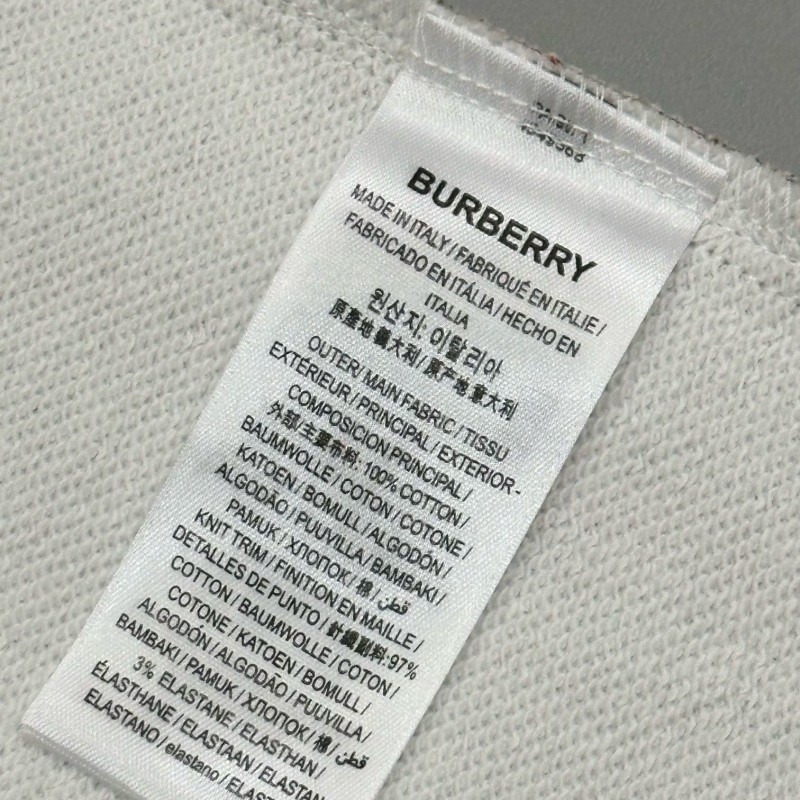 BURBERRY
MADE IN ITALY / FABRIQUÉ EN ITALIE /
FABRICADO EN ITÁLIA / HECHO EN
ITALIA
원산지: 이탈리아
原產地 義大利 / 原产地 意大利
OUTER / MAIN FABRIC / TISSU
EXTÉRIEUR / PRINCIPAL / EXTERIOR -
COMPOSICION PRINCIPAL /
外部/主要布料: 100% COTTON /
BAUMWOLLE / COTON / COTONE /
KATOEN / BOMULL / ALGODÓN /
ALGODÃO / PUUVILLA / BAMBAKI /
PAMUK / ХЛОПОК / 棉 / قطن
KNIT TRIM / FINITION EN MAILLE /
DETALLES DE PUNTO / 針織副料: 97%
COTTON / BAUMWOLLE / COTON /
COTONE / KATOEN / BOMULL /
ALGODÓN / ALGODÃO / PUUVILLA /
BAMBAKI / PAMUK / ХЛОПОК / 棉 / قطن
3% ELASTANE / ELASTHAN /
ÉLASTHANE / ELASTAAN / ELASTAN /
ELASTANO / elastano /